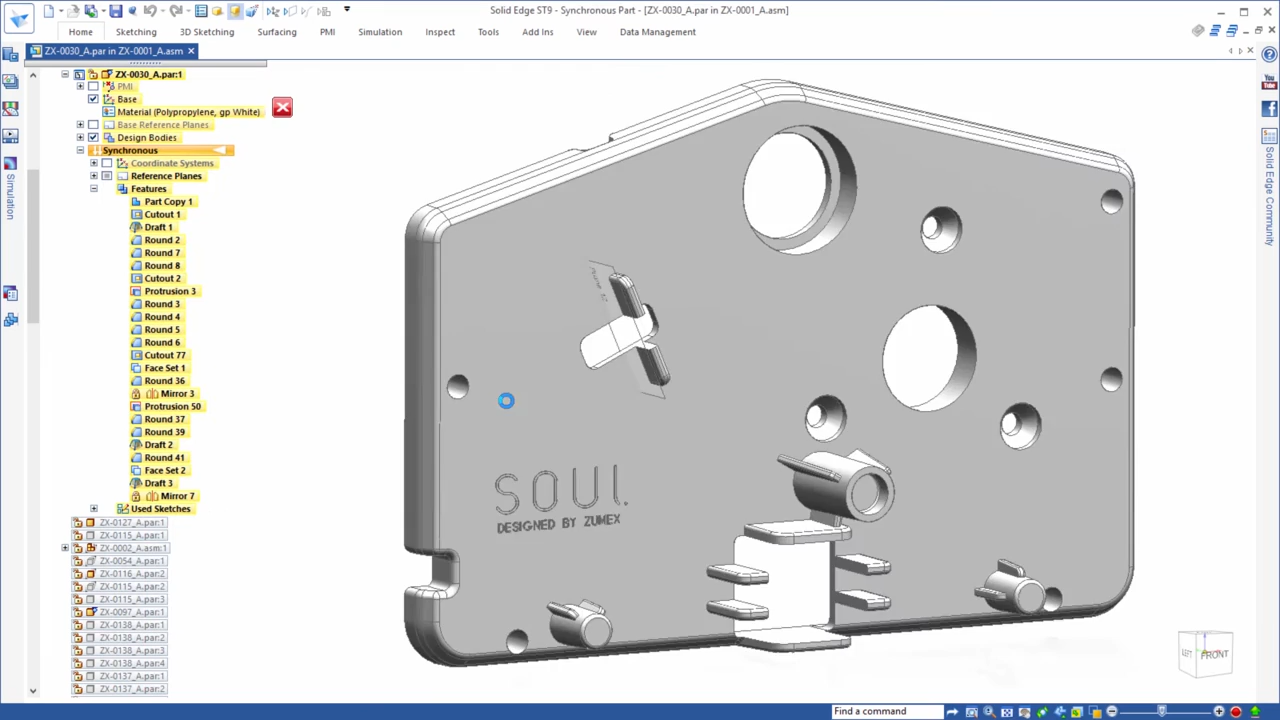 Solid Edge ST9 - Synchronous Part - [ZX-0030_A.par in ZX-0001_A.asm]
Home
Sketching
3D Sketching
Surfacing
PMI
Simulation
Inspect
Tools
Add Ins
View
Data Management
ZX-0030_A.par in ZX-0001_A.asm
ZX-0030_A.par:1
PMI
Base
Material (Polypropylene, gp White)
Base Reference Planes
Design Bodies
Synchronous
Coordinate Systems
Reference Planes
Features
Part Copy 1
Cutout 1
Draft 1
Round 2
Round 7
Round 8
Cutout 2
Protrusion 3
Round 3
Round 4
Round 5
Round 6
Cutout 77
Face Set 1
Round 36
Mirror 3
Protrusion 50
Round 37
Round 39
Draft 2
Round 41
Face Set 2
Draft 3
Mirror 7
Used Sketches
ZX-0127_A.par:1
ZX-0115_A.par:1
ZX-0002_A.asm:1
ZX-0054_A.par:1
ZX-0116_A.par:2
ZX-0115_A.par:2
ZX-0115_A.par:3
ZX-0097_A.par:1
ZX-0138_A.par:1
ZX-0138_A.par:2
ZX-0138_A.par:3
ZX-0138_A.par:4
ZX-0137_A.par:1
ZX-0137_A.par:2
Simulation
soul.
DESIGNED BY ZUMEX
LEFT
FRONT
You
Tube
Solid Edge Community
Find a command